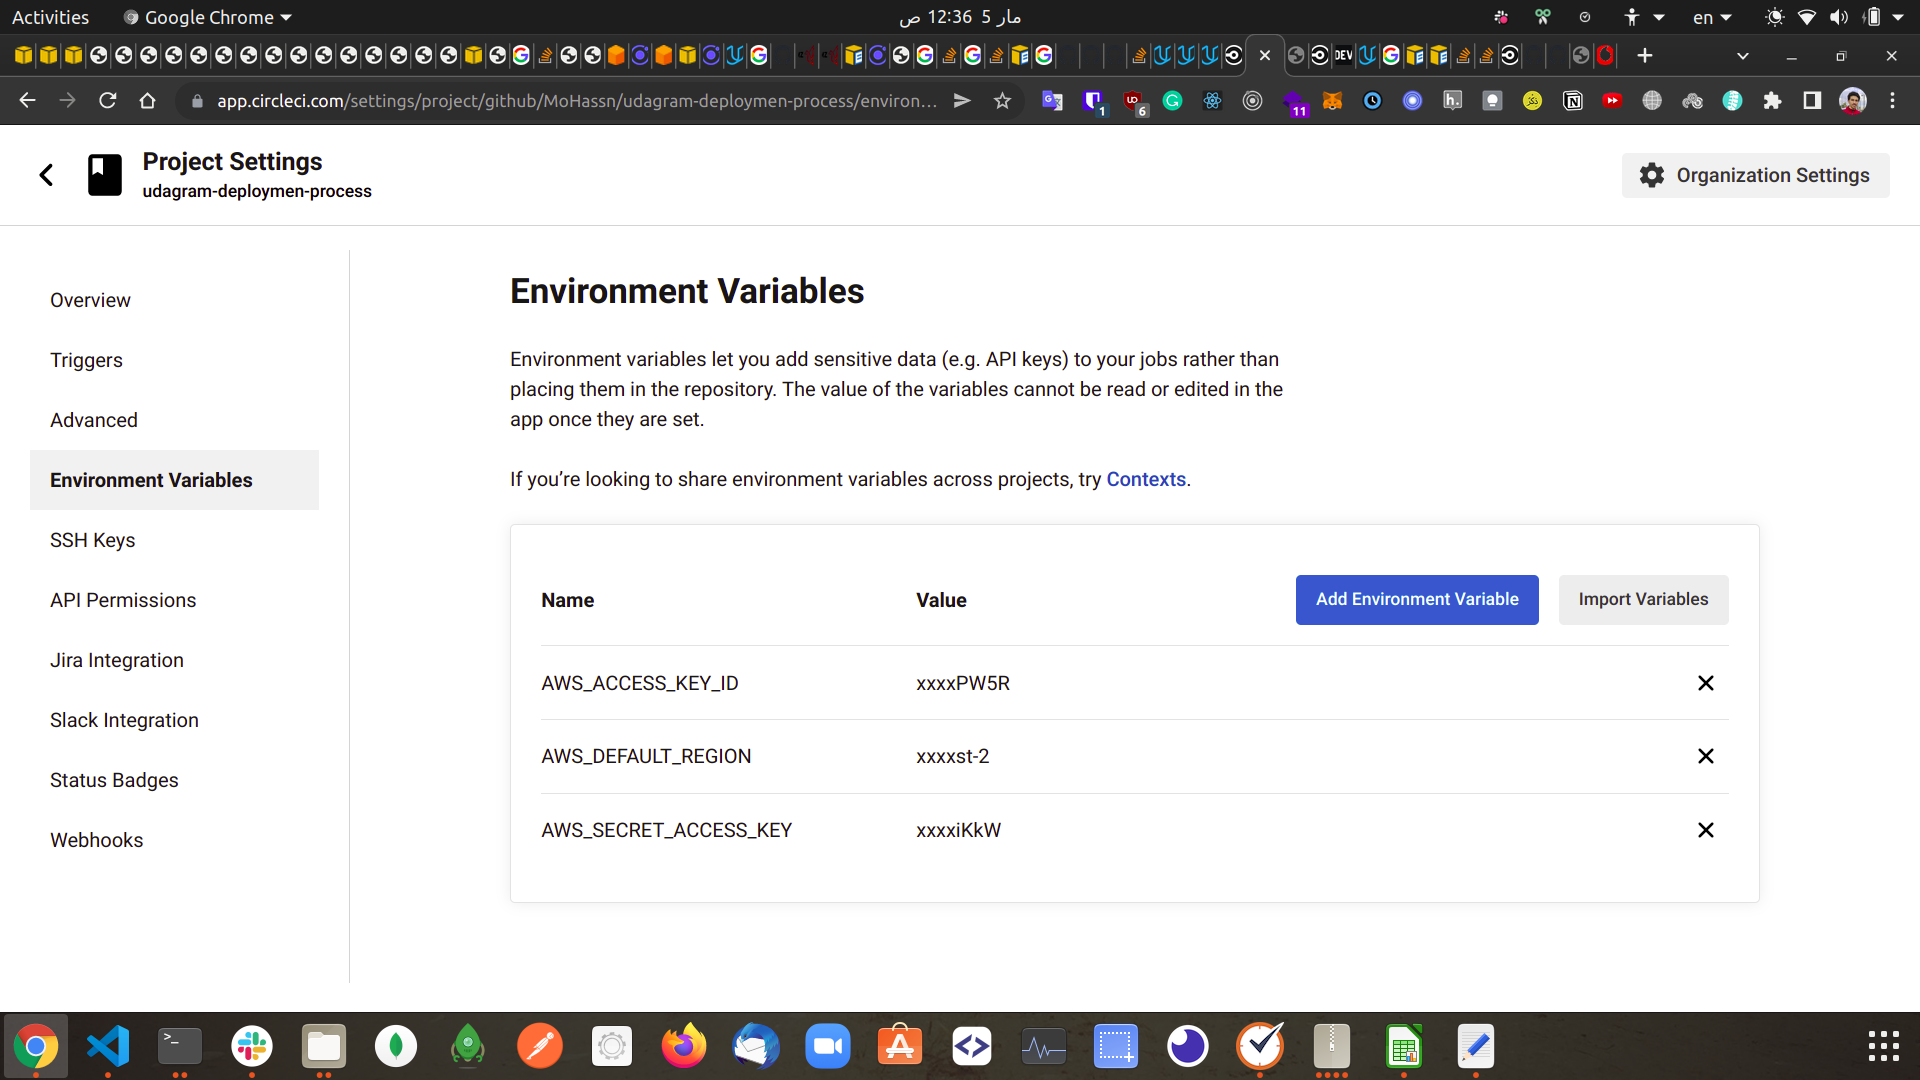 Activities
Google Chrome
مار 5  12:36 ص
en
DEV
app.circleci.com/settings/project/github/MoHassn/udagram-deploymen-process/environ...
1
6
11
h.
Project Settings
udagram-deploymen-process
Organization Settings
Overview
Triggers
Advanced
Environment Variables
SSH Keys
API Permissions
Jira Integration
Slack Integration
Status Badges
Webhooks
Environment Variables
Environment variables let you add sensitive data (e.g. API keys) to your jobs rather than
placing them in the repository. The value of the variables cannot be read or edited in the
app once they are set.
If you’re looking to share environment variables across projects, try Contexts.
Name Value Add Environment Variable Import Variables
AWS_ACCESS_KEY_ID xxxxPW5R
AWS_DEFAULT_REGION xxxxst-2
AWS_SECRET_ACCESS_KEY xxxxiKkW